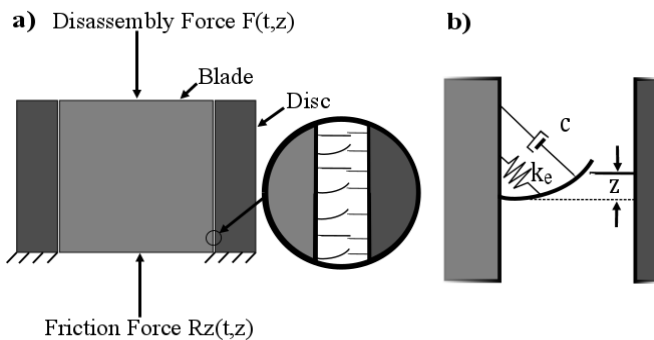 a) Disassembly Force F(t,z)
Blade
Disc
Friction Force Rz(t,z)
b)
c
kₑ
z